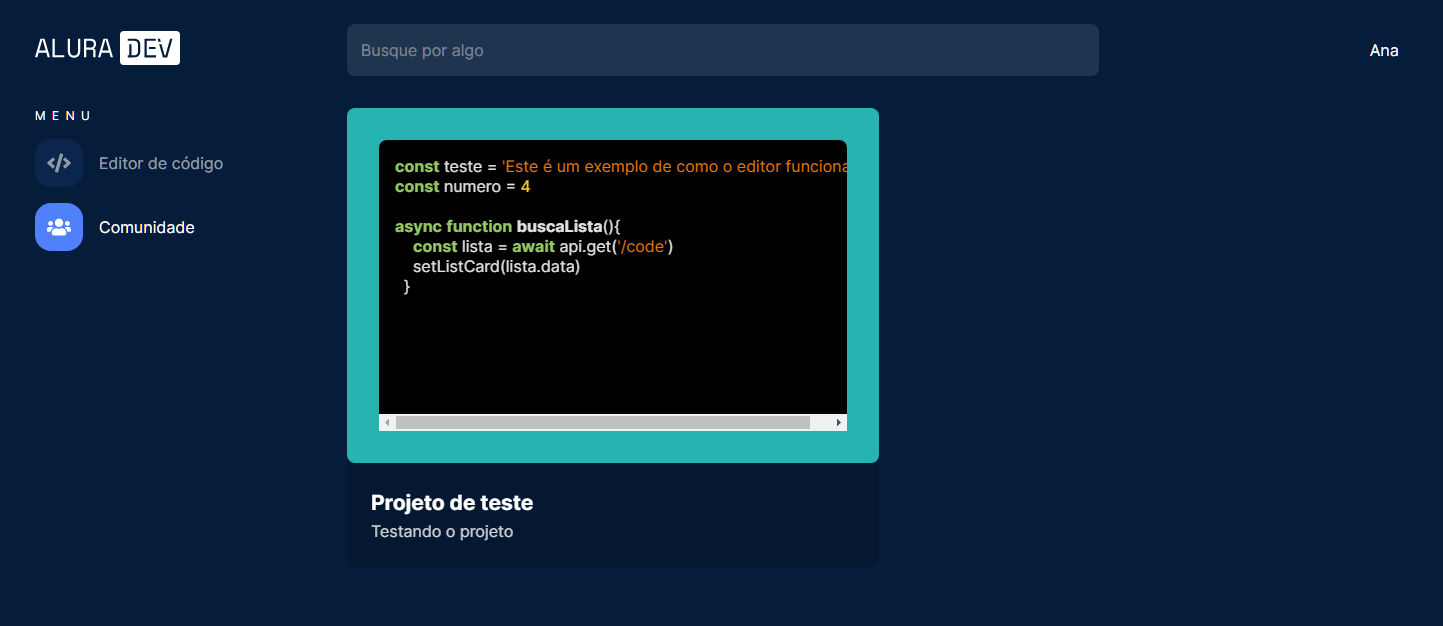 ALURA DEV
Busque por algo
Ana
MENU
Editor de código
Comunidade
const teste = 'Este é um exemplo de como o editor funciona
const numero = 4
async function buscaLista(){
const lista = await api.get('/code')
setListCard(lista.data)
}
Projeto de teste
Testando o projeto